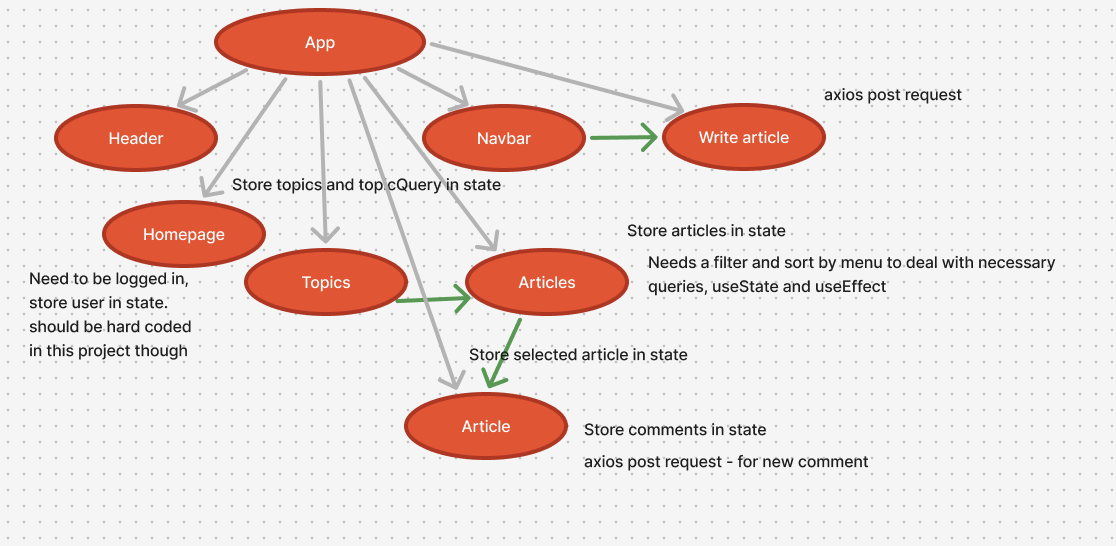 App
axios post request
Header
Navbar
Write article
Store topics and topicQuery in state
Homepage
Store articles in state
Needs a filter and sort by menu to deal with necessary
queries, useState and useEffect
Need to be logged in,
store user in state.
should be hard coded
in this project though
Topics
Articles
Store selected article in state
Article
Store comments in state
axios post request - for new comment